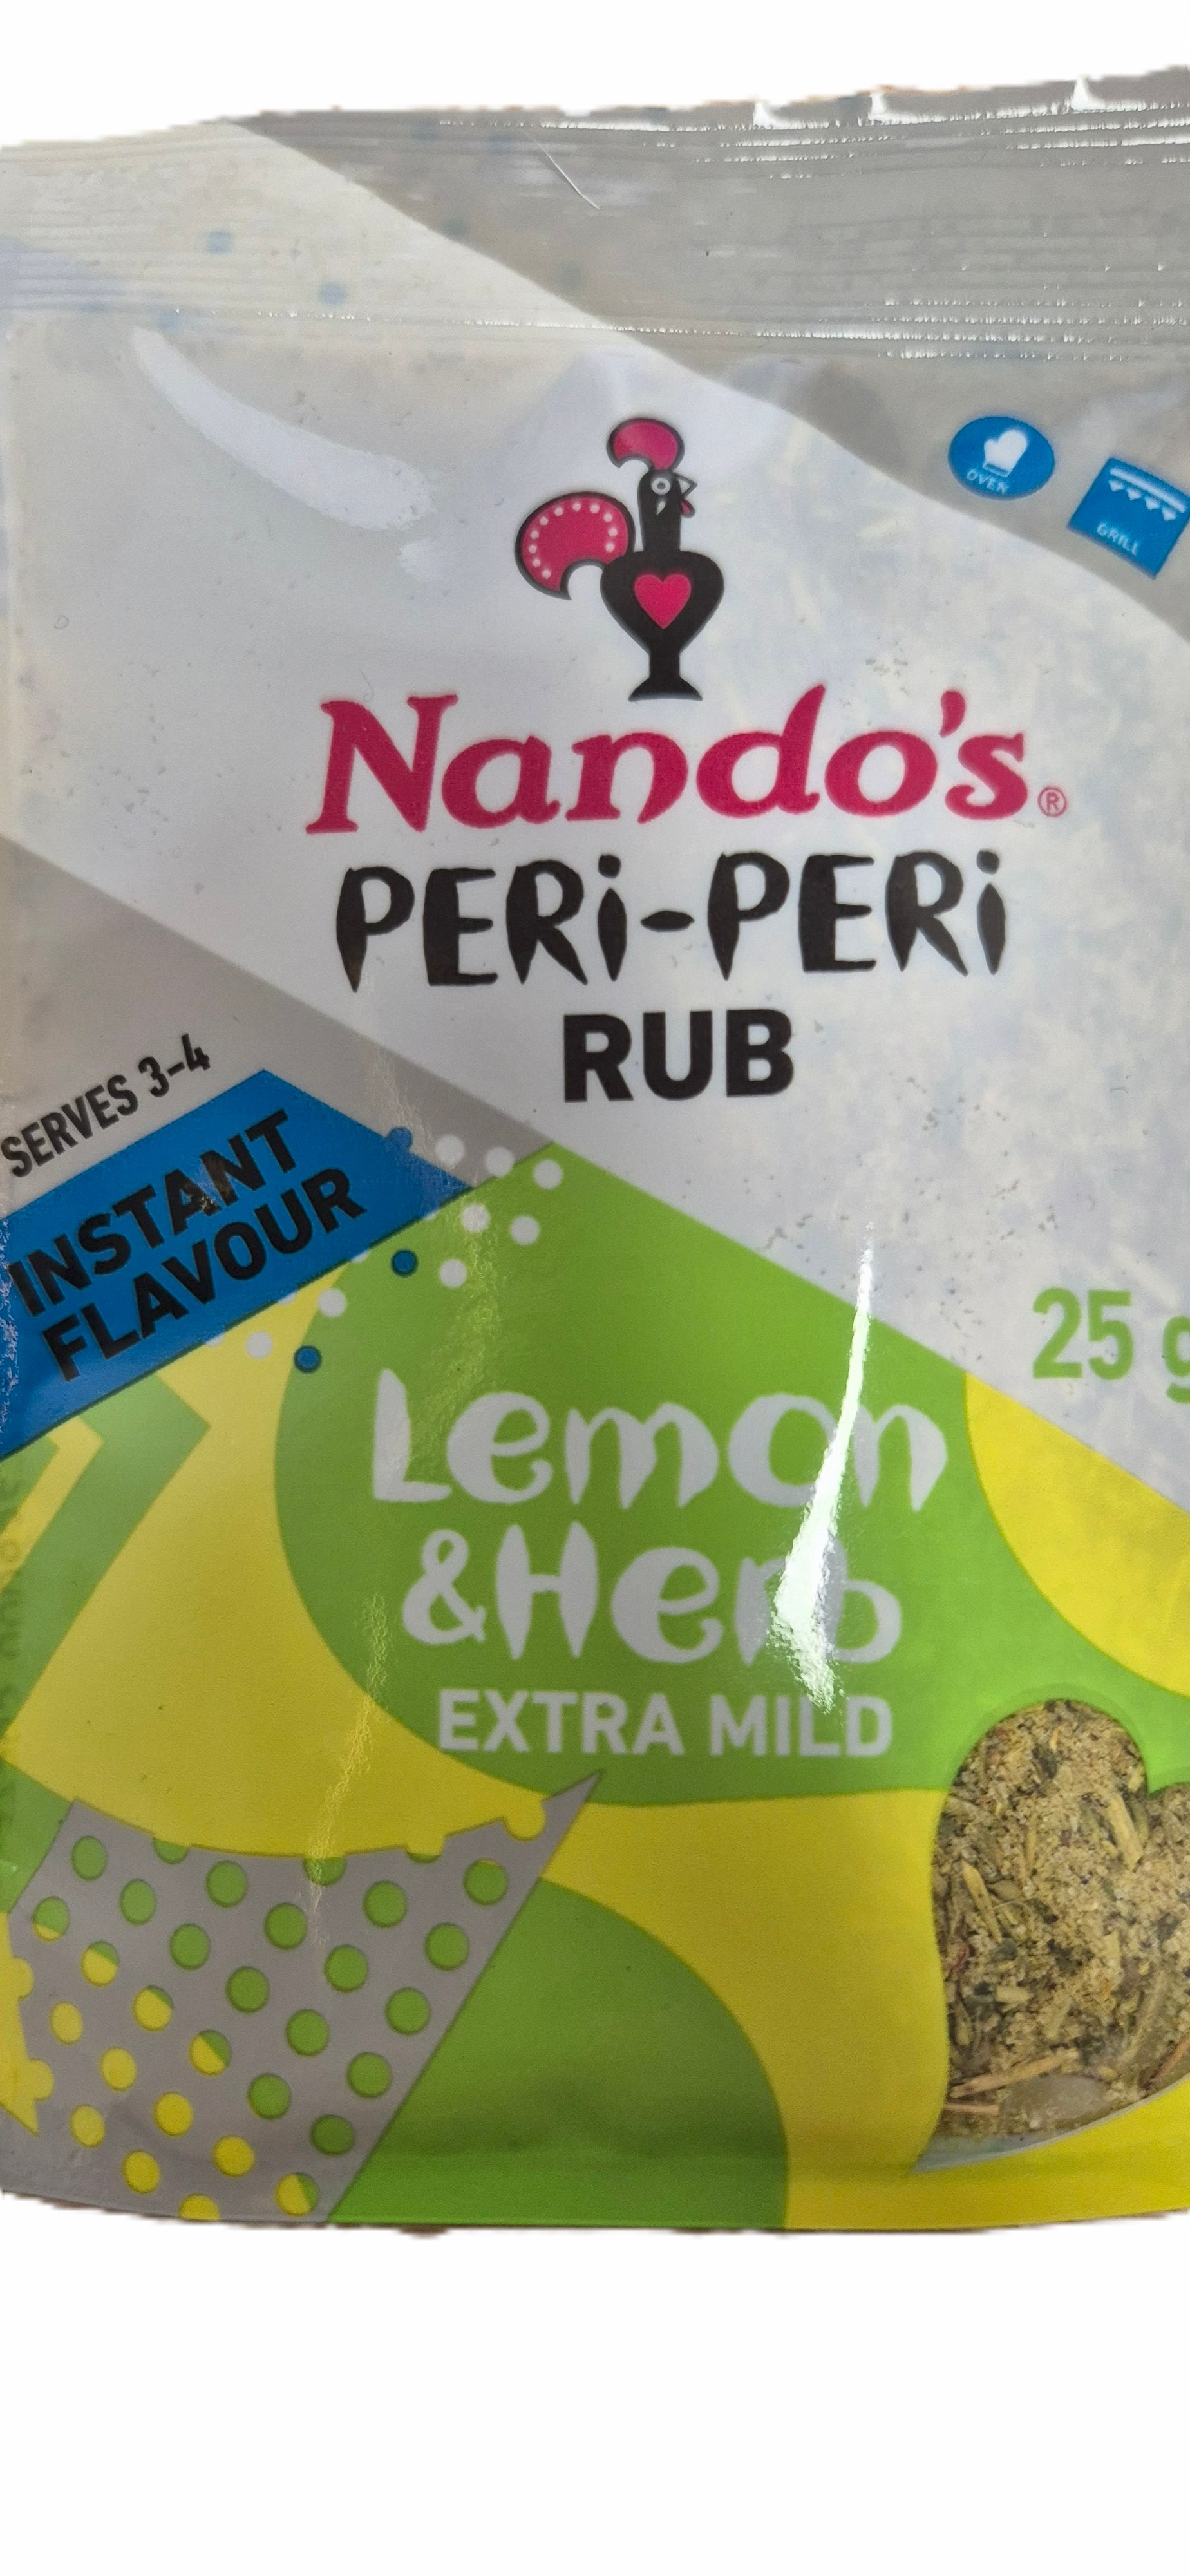 OVEN
GRILL
Nando's®
PERi-PERi
RUB
SERVES 3-4
INSTANT
FLAVOUR
25 g
Lemon
&Herb
EXTRA MILD